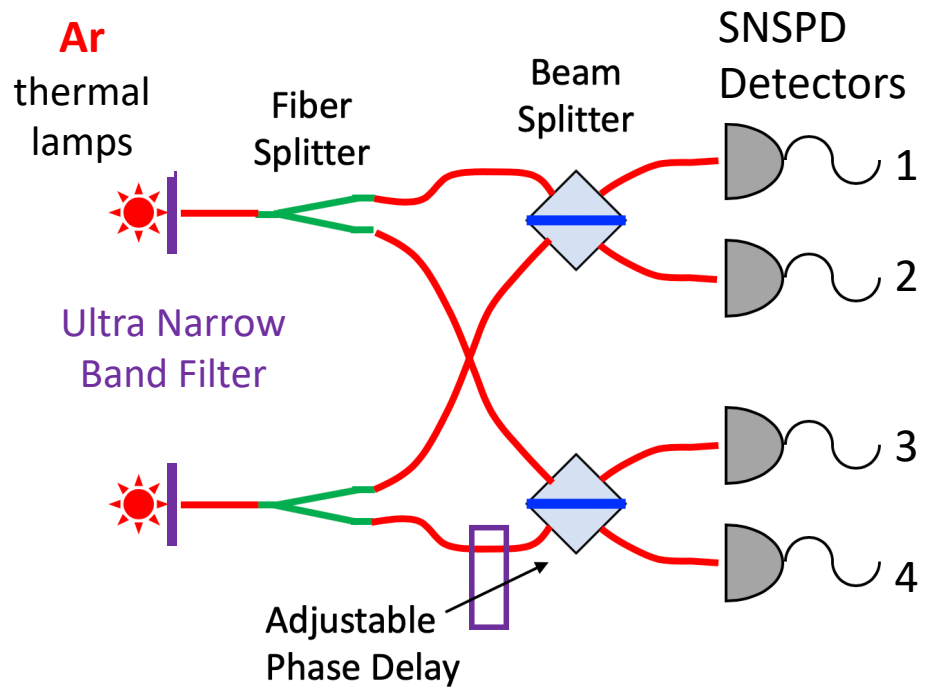 Ar
thermal
lamps
Fiber
Splitter
Beam
Splitter
SNSPD
Detectors
1
2
Ultra Narrow
Band Filter
3
4
Adjustable
Phase Delay